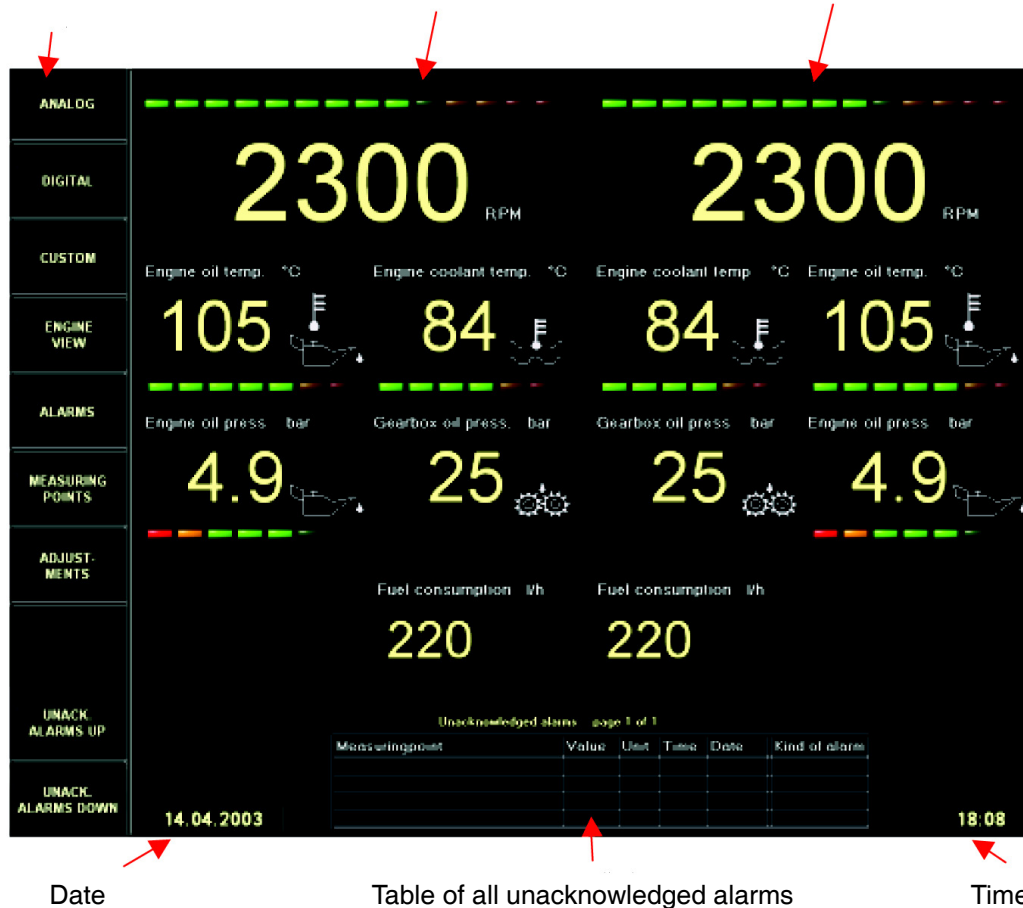 ANALOG
DIGITAL
CUSTOM
ENGINE
VIEW
ALARMS
MEASURING
POINTS
ADJUST-
MENTS
UNACK.
ALARMS UP
UNACK.
ALARMS DOWN
2300 RPM 2300 RPM
Engine oil temp. °C Engine coolant temp. °C Engine coolant temp °C Engine oil temp. °C
105 84 84 105
Engine oil press bar Gearbox oil press. bar Gearbox oil press bar Engine oil press bar
4.9 25 25 4.9
Fuel consumption l/h Fuel consumption l/h
220 220
Unacknowledged alarms page 1 of 1
Measuringpoint Value Unit Time Date Kind of alarm
14.04.2003 18:08
Date Table of all unacknowledged alarms Time